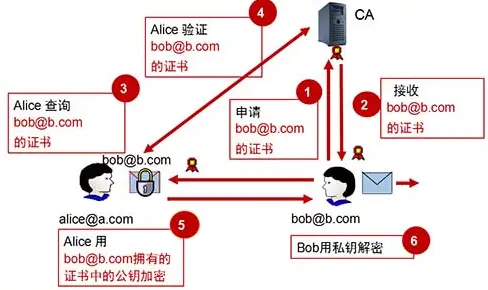 4
Alice 验证
bob@b.com
的证书
CA
3
Alice 查询
bob@b.com
的证书
1
申请
bob@b.com
的证书
2
接收
bob@b.com
的证书
bob@b.com
alice@a.com
bob@b.com
5
Alice 用
bob@b.com拥有的
证书中的公钥加密
Bob用私钥解密
6